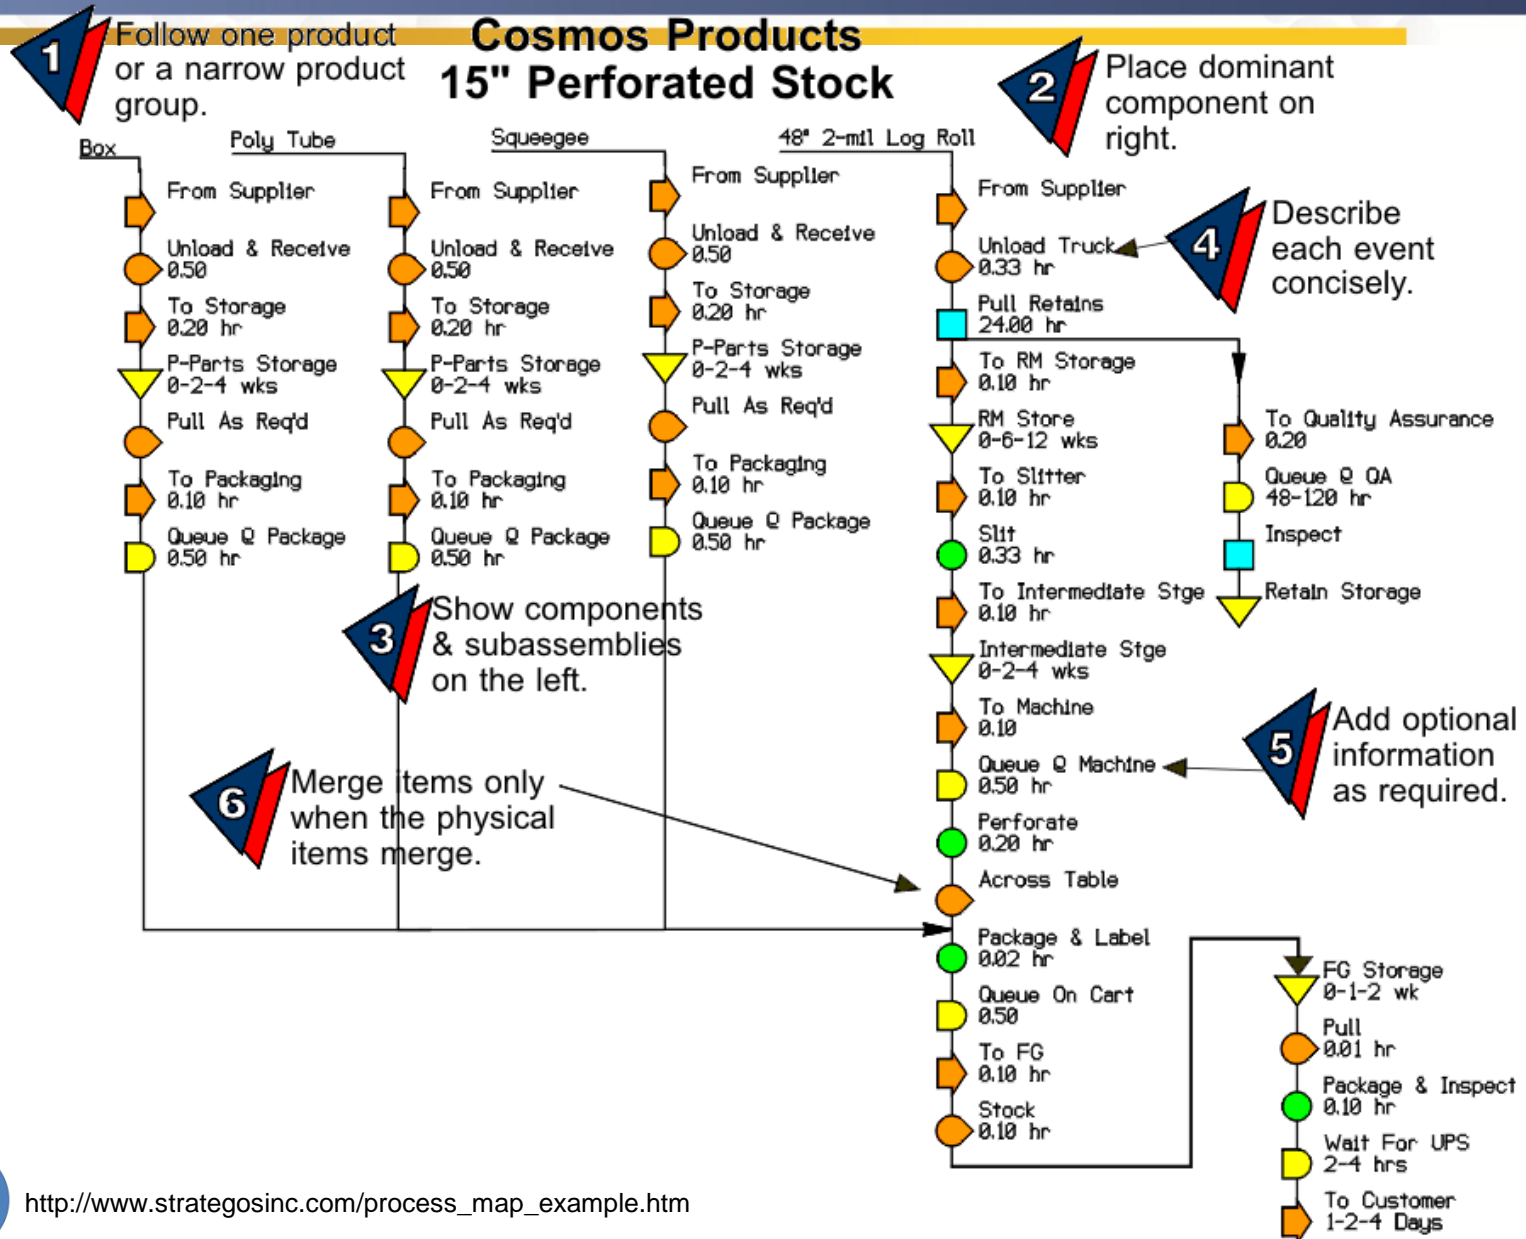 1
Follow one product
or a narrow product
group.
Cosmos Products
15" Perforated Stock
2
Place dominant
component on
right.
Box
From Supplier
Unload & Receive
0.50
To Storage
0.20 hr
P-Parts Storage
0-2-4 wks
Pull As Req'd
To Packaging
0.10 hr
Queue @ Package
0.50 hr
Poly Tube
From Supplier
Unload & Receive
0.50
To Storage
0.20 hr
P-Parts Storage
0-2-4 wks
Pull As Req'd
To Packaging
0.10 hr
Queue @ Package
0.50 hr
Squeegee
From Supplier
Unload & Receive
0.50
To Storage
0.20 hr
P-Parts Storage
0-2-4 wks
Pull As Req'd
To Packaging
0.10 hr
Queue @ Package
0.50 hr
48" 2-mil Log Roll
From Supplier
Unload Truck
0.33 hr
Pull Retains
24.00 hr
To RM Storage
0.10 hr
RM Store
0-6-12 wks
To Slitter
0.10 hr
Slit
0.33 hr
To Intermediate Stge
0.10 hr
Intermediate Stge
0-2-4 wks
To Machine
0.10
Queue @ Machine
0.50 hr
Perforate
0.20 hr
Across Table
Package & Label
0.02 hr
Queue On Cart
0.50
To FG
0.10 hr
Stock
0.10 hr
4
Describe
each event
concisely.
To Quality Assurance
0.20
Queue @ QA
48-120 hr
Inspect
Retain Storage
3
Show components
& subassemblies
on the left.
5
Add optional
information
as required.
6
Merge items only
when the physical
items merge.
FG Storage
0-1-2 wk
Pull
0.01 hr
Package & Inspect
0.10 hr
Wait For UPS
2-4 hrs
To Customer
1-2-4 Days
http://www.strategosinc.com/process_map_example.htm